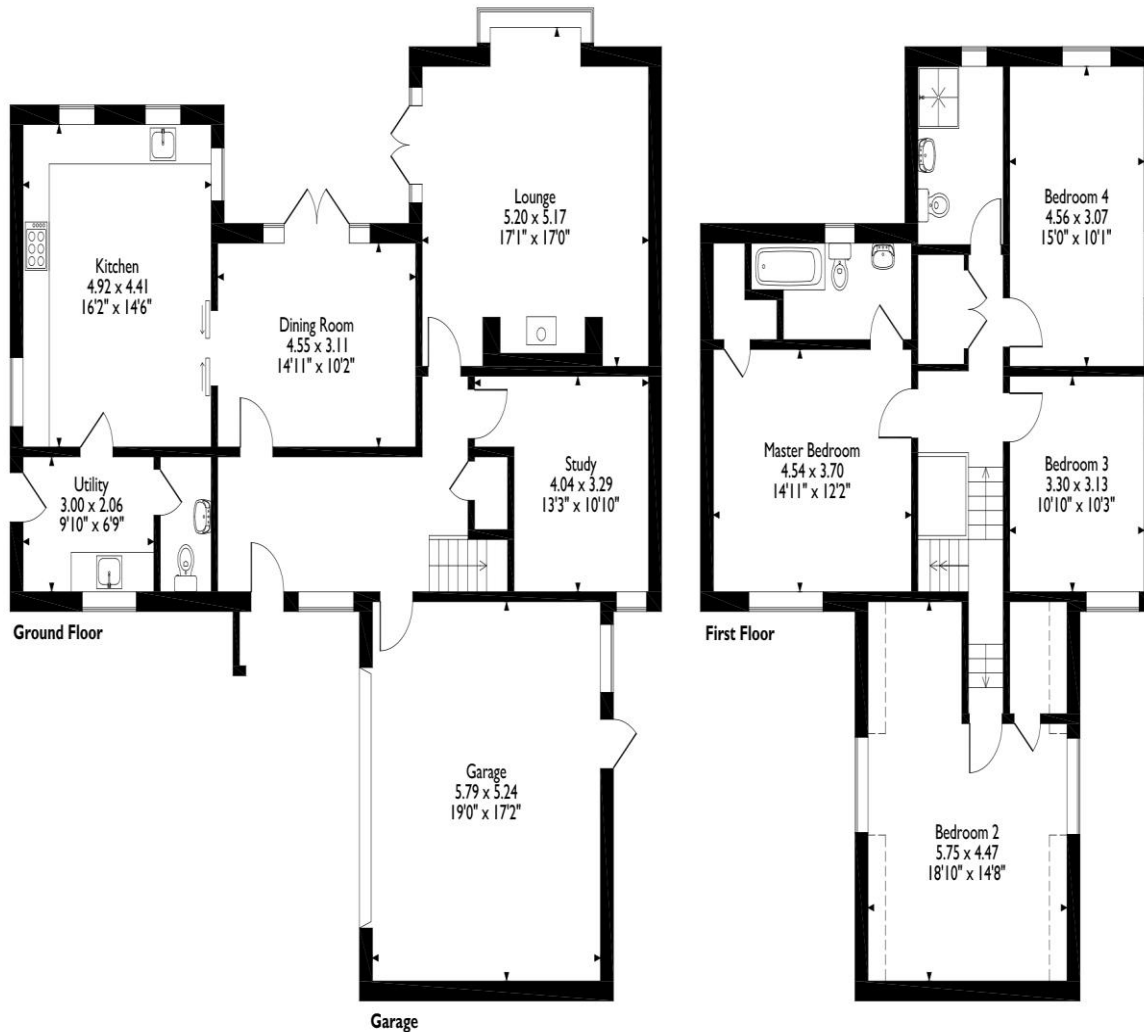 Kitchen
4.92 x 4.41
16'2" x 14'6"
Dining Room
4.55 x 3.11
14'11" x 10'2"
Lounge
5.20 x 5.17
17'1" x 17'0"
Utility
3.00 x 2.06
9'10" x 6'9"
Study
4.04 x 3.29
13'3" x 10'10"
Ground Floor
Garage
5.79 x 5.24
19'0" x 17'2"
Garage
Bedroom 4
4.56 x 3.07
15'0" x 10'1"
Master Bedroom
4.54 x 3.70
14'11" x 12'2"
Bedroom 3
3.30 x 3.13
10'10" x 10'3"
First Floor
Bedroom 2
5.75 x 4.47
18'10" x 14'8"